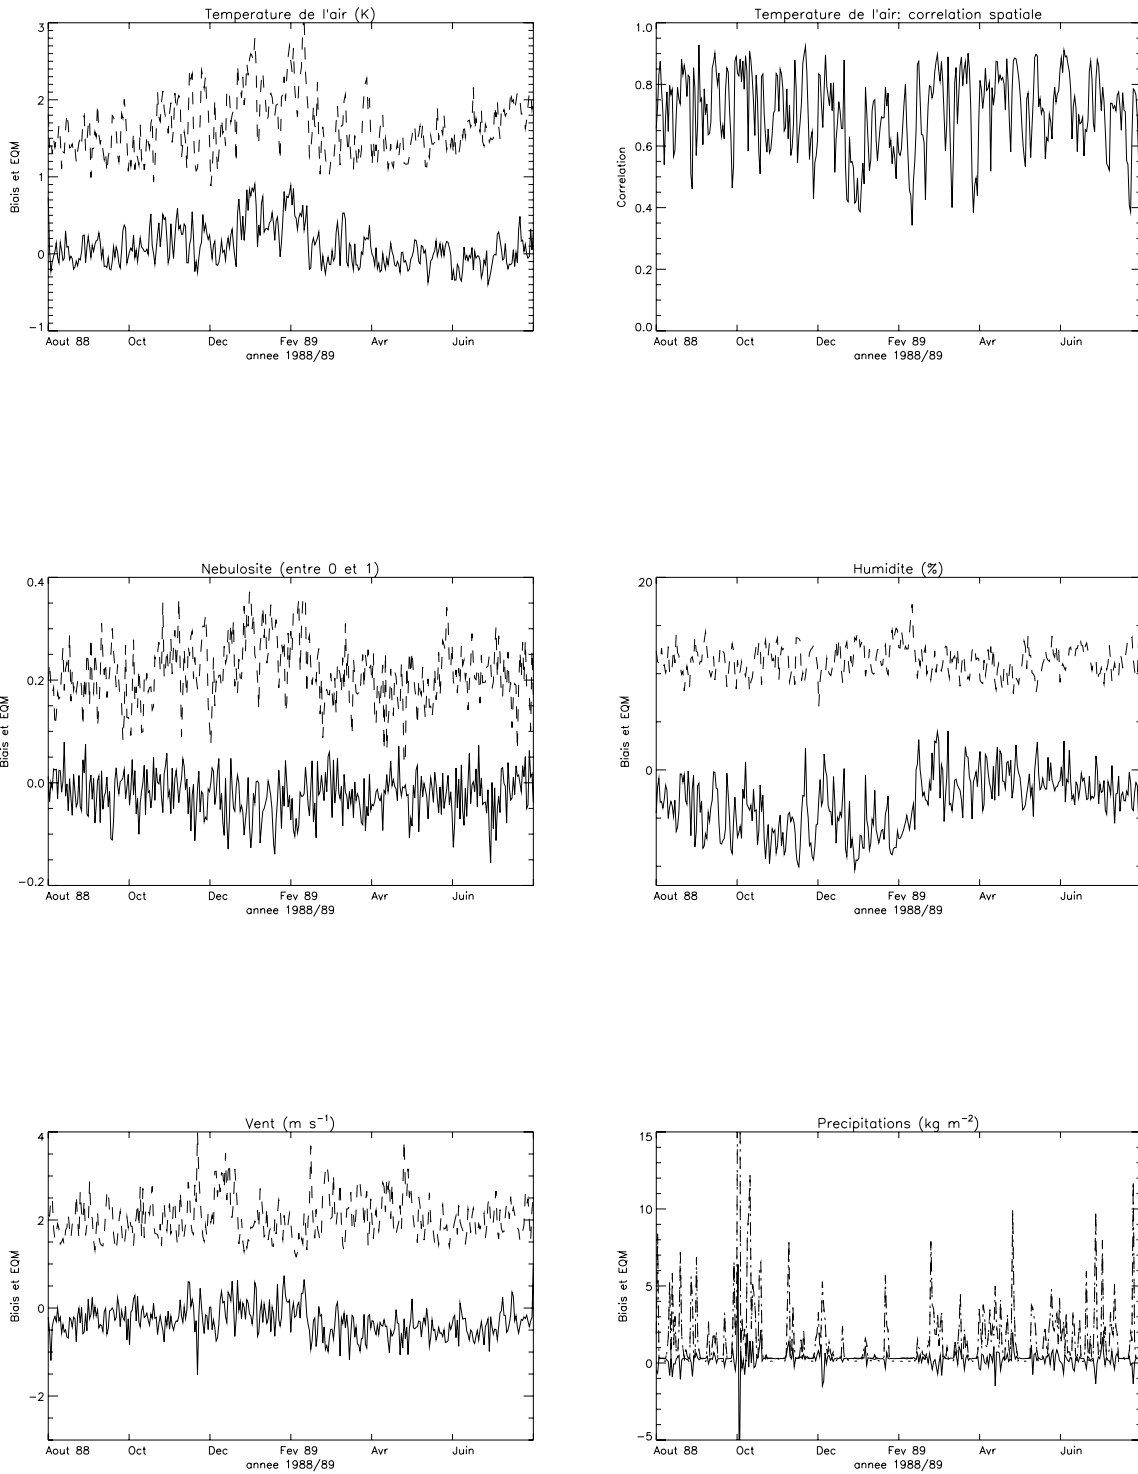 Temperature de l'air (K)
3
2
1
0
−1
Biais et EQM
Aout 88 Oct Dec Fev 89 Avr Juin
annee 1988/89
Temperature de l'air: correlation spatiale
1.0
0.8
0.6
0.4
0.2
0.0
Correlation
Aout 88 Oct Dec Fev 89 Avr Juin
annee 1988/89
Nebulosite (entre 0 et 1)
0.4
0.2
0.0
−0.2
Biais et EQM
Aout 88 Oct Dec Fev 89 Avr Juin
annee 1988/89
Humidite (%)
20
10
0
Biais et EQM
Aout 88 Oct Dec Fev 89 Avr Juin
annee 1988/89
Vent (m s⁻¹)
4
2
0
−2
Biais et EQM
Aout 88 Oct Dec Fev 89 Avr Juin
annee 1988/89
Precipitations (kg m⁻²)
15
10
5
0
−5
Biais et EQM
Aout 88 Oct Dec Fev 89 Avr Juin
annee 1988/89